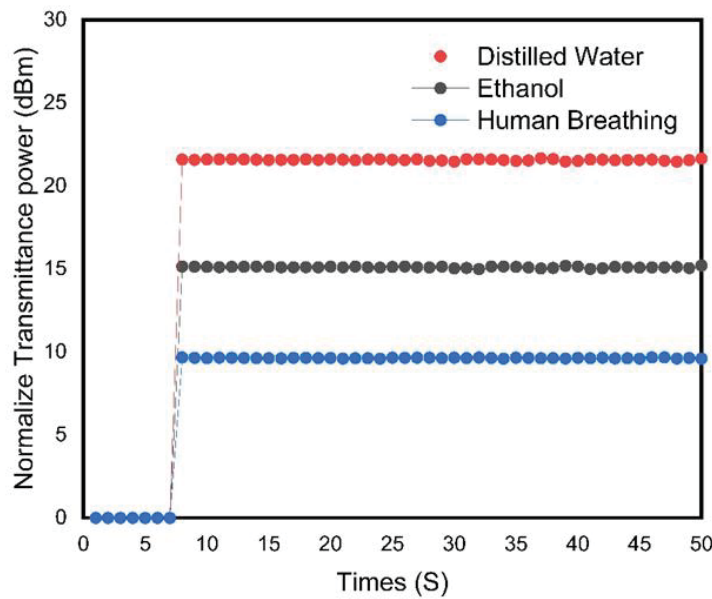 30
25
20
15
10
5
0
Normalize Transmittance power (dBm)
Distilled Water
Ethanol
Human Breathing
0 5 10 15 20 25 30 35 40 45 50
Times (S)